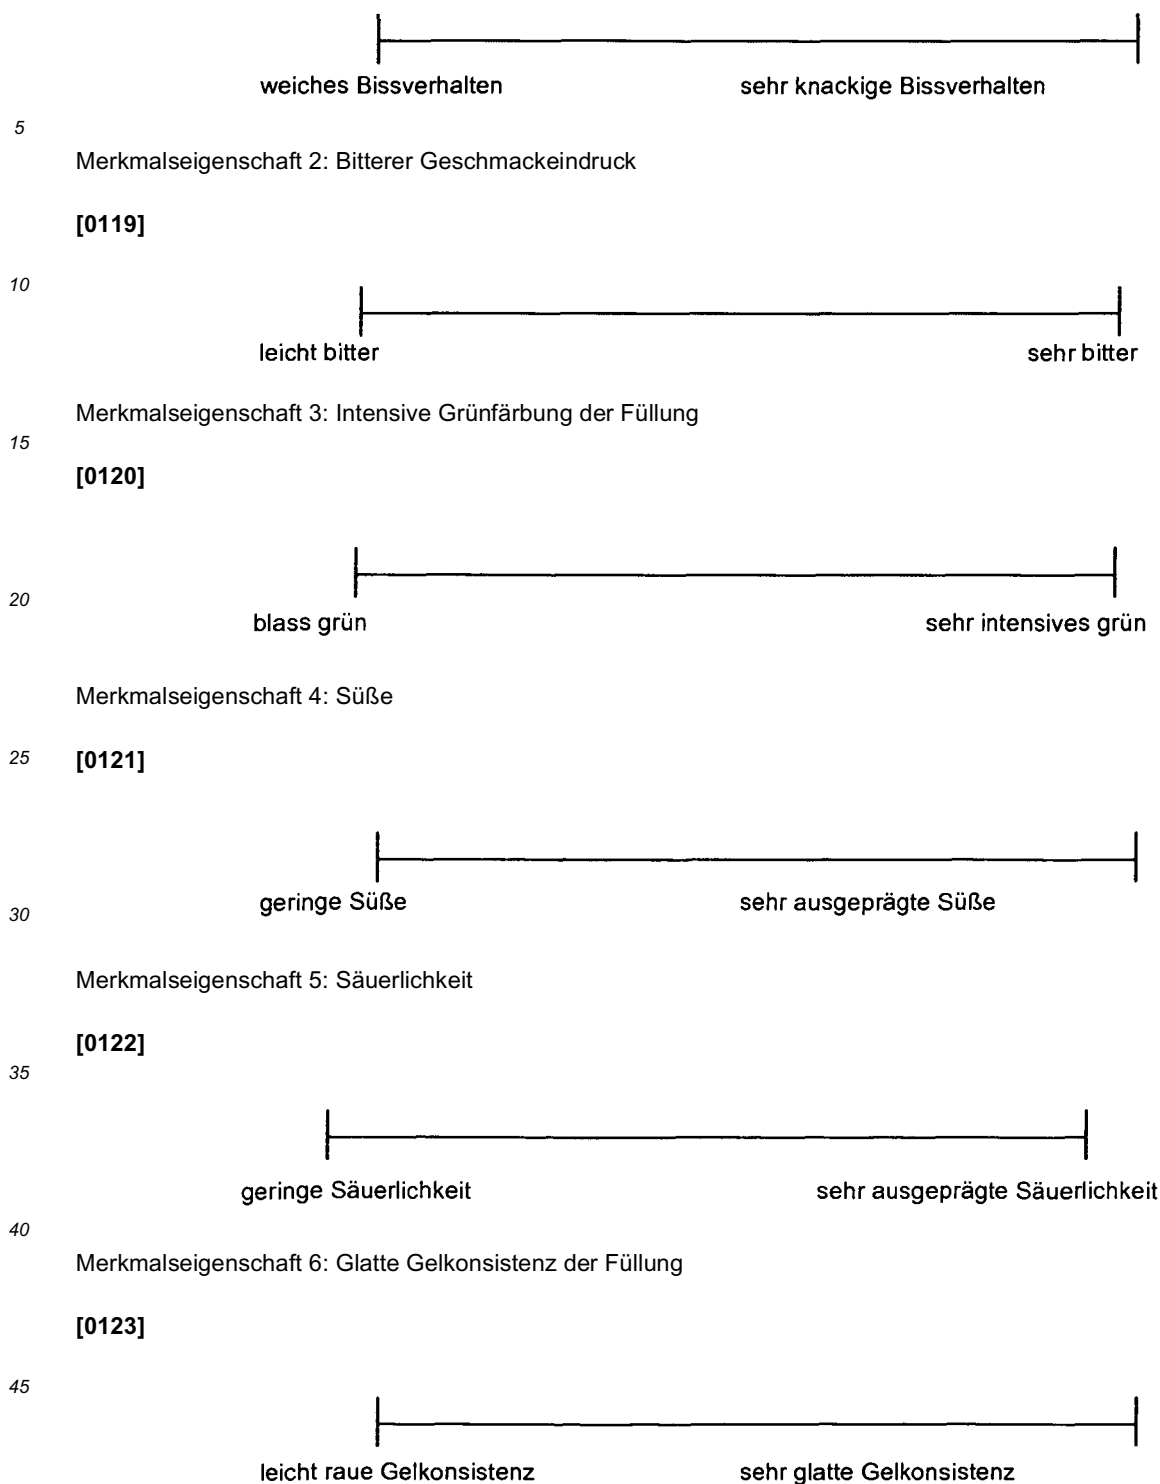 weiches Bissverhalten sehr knackige Bissverhalten
5
Merkmalseigenschaft 2: Bitterer Geschmackeindruck
[0119]
10
leicht bitter sehr bitter
Merkmalseigenschaft 3: Intensive Grünfärbung der Füllung
15
[0120]
20
blass grün sehr intensives grün
Merkmalseigenschaft 4: Süße
25 [0121]
geringe Süße sehr ausgeprägte Süße
30
Merkmalseigenschaft 5: Säuerlichkeit
[0122]
35
geringe Säuerlichkeit sehr ausgeprägte Säuerlichkeit
40
Merkmalseigenschaft 6: Glatte Gelkonsistenz der Füllung
[0123]
45
leicht raue Gelkonsistenz sehr glatte Gelkonsistenz